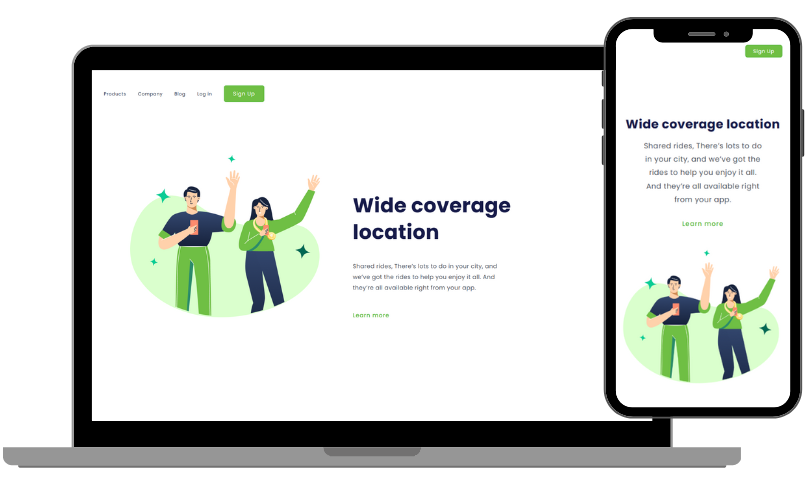 Products Company Blog Log in Sign Up
Wide coverage
location
Shared rides, There's lots to do in your city, and
we've got the rides to help you enjoy it all. And
they're all available right from your app.
Learn more
Sign Up
Wide coverage location
Shared rides, There's lots to do
in your city, and we've got the
rides to help you enjoy it all.
And they're all available right
from your app.
Learn more